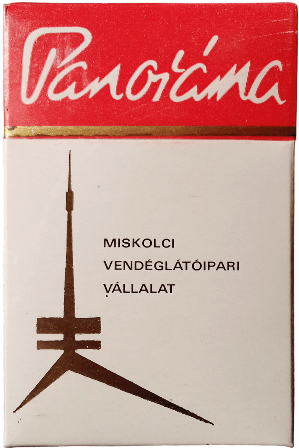 Panoráma
MISKOLCI
VENDÉGLÁTÓIPARI
VÁLLALAT